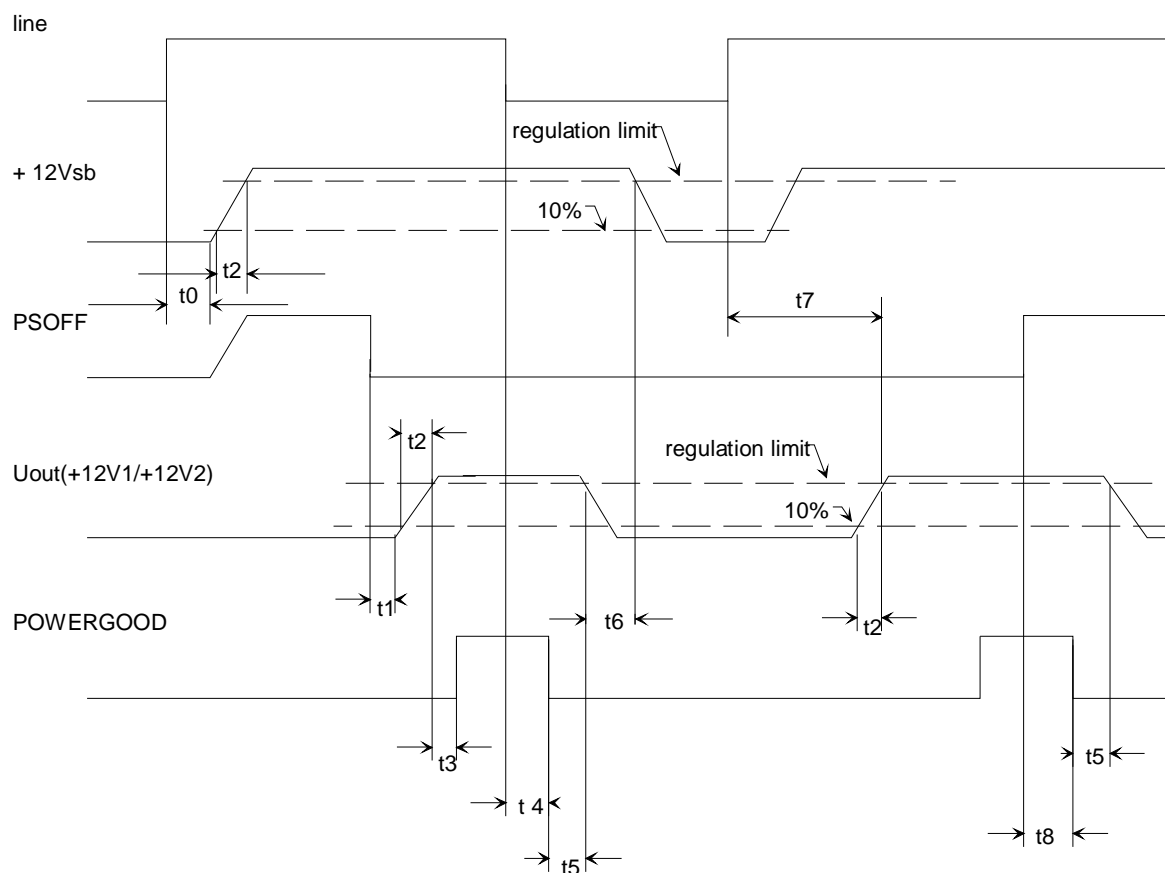 line
regulation limit
+ 12Vsb
10%
t2
t0
t7
PSOFF
t2
regulation limit
Uout(+12V1/+12V2)
10%
t1
t6
t2
POWERGOOD
t3
t5
t 4
t8
t5